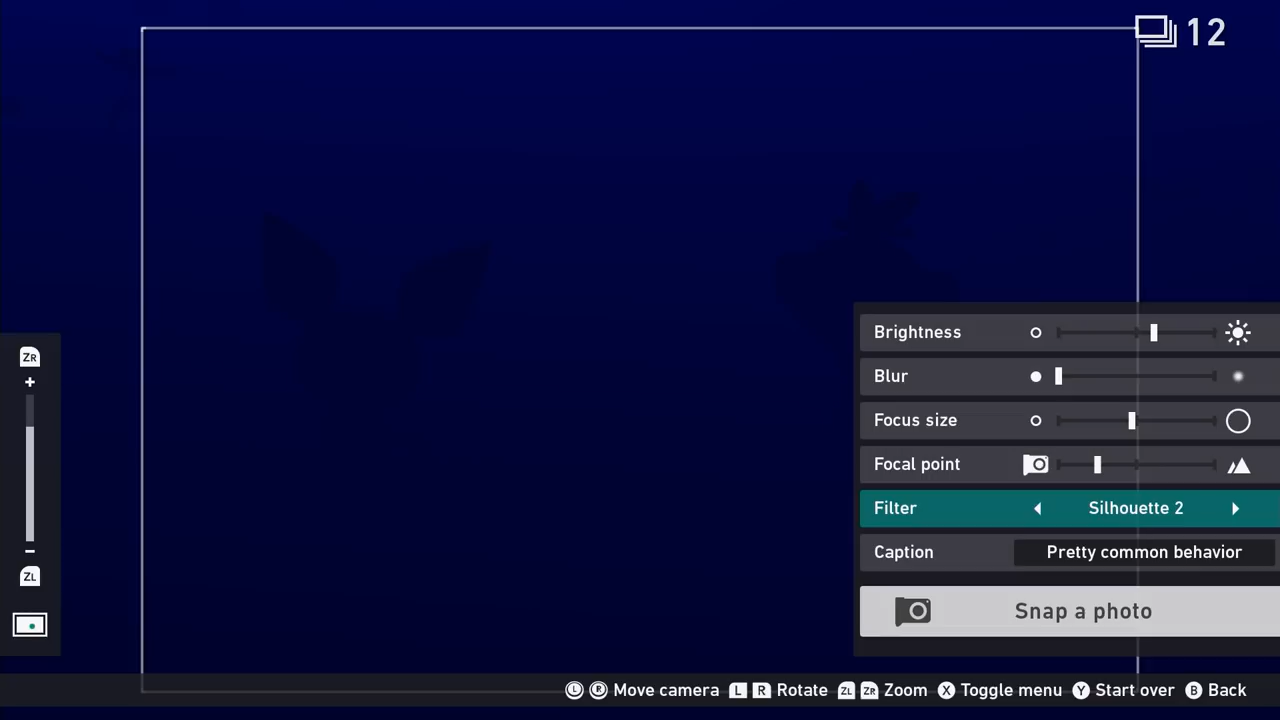 12
ZR
+
−
ZL
Brightness
Blur
Focus size
Focal point
Filter Silhouette 2
Caption Pretty common behavior
Snap a photo
L R Move camera L R Rotate ZL ZR Zoom X Toggle menu Y Start over B Back